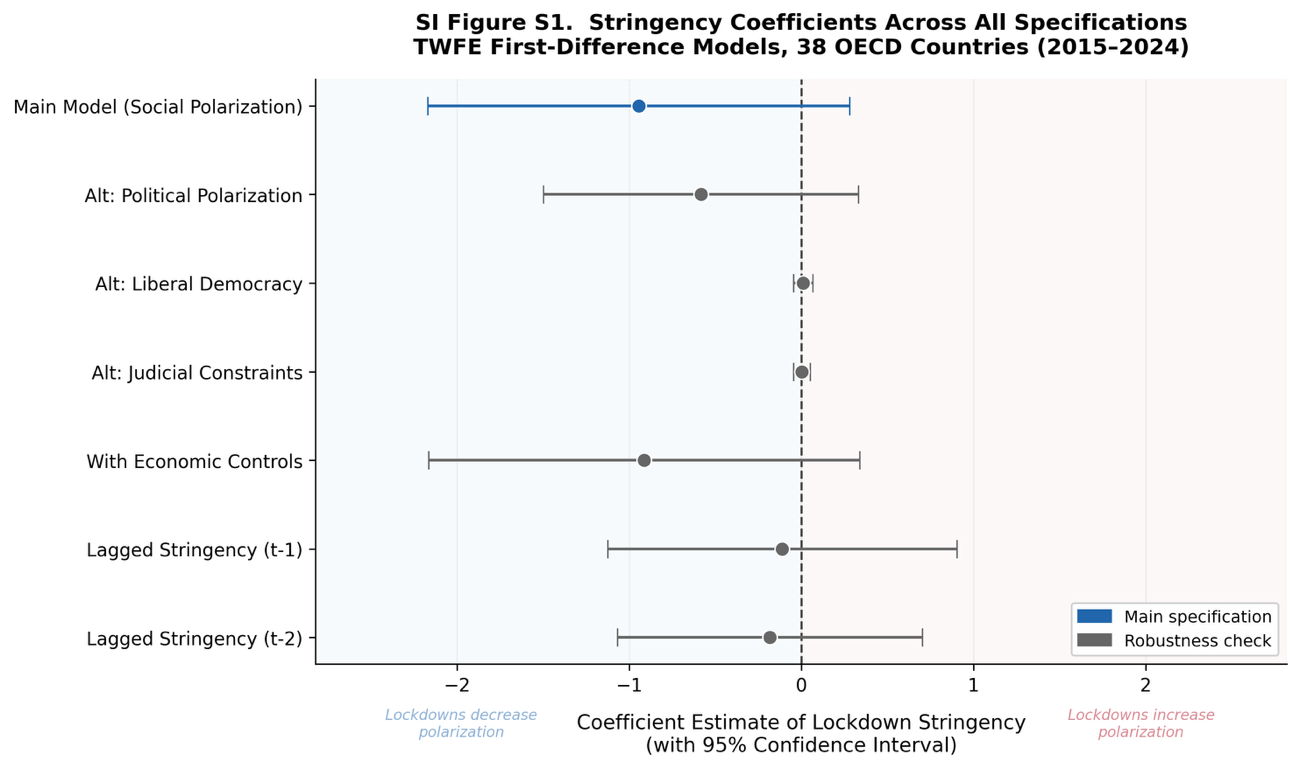 SI Figure S1.  Stringency Coefficients Across All Specifications
TWFE First-Difference Models, 38 OECD Countries (2015–2024)
Main Model (Social Polarization)
Alt: Political Polarization
Alt: Liberal Democracy
Alt: Judicial Constraints
With Economic Controls
Lagged Stringency (t-1)
Lagged Stringency (t-2)
Main specification
Robustness check
−2
−1
0
1
2
Lockdowns decrease
polarization
Coefficient Estimate of Lockdown Stringency
(with 95% Confidence Interval)
Lockdowns increase
polarization